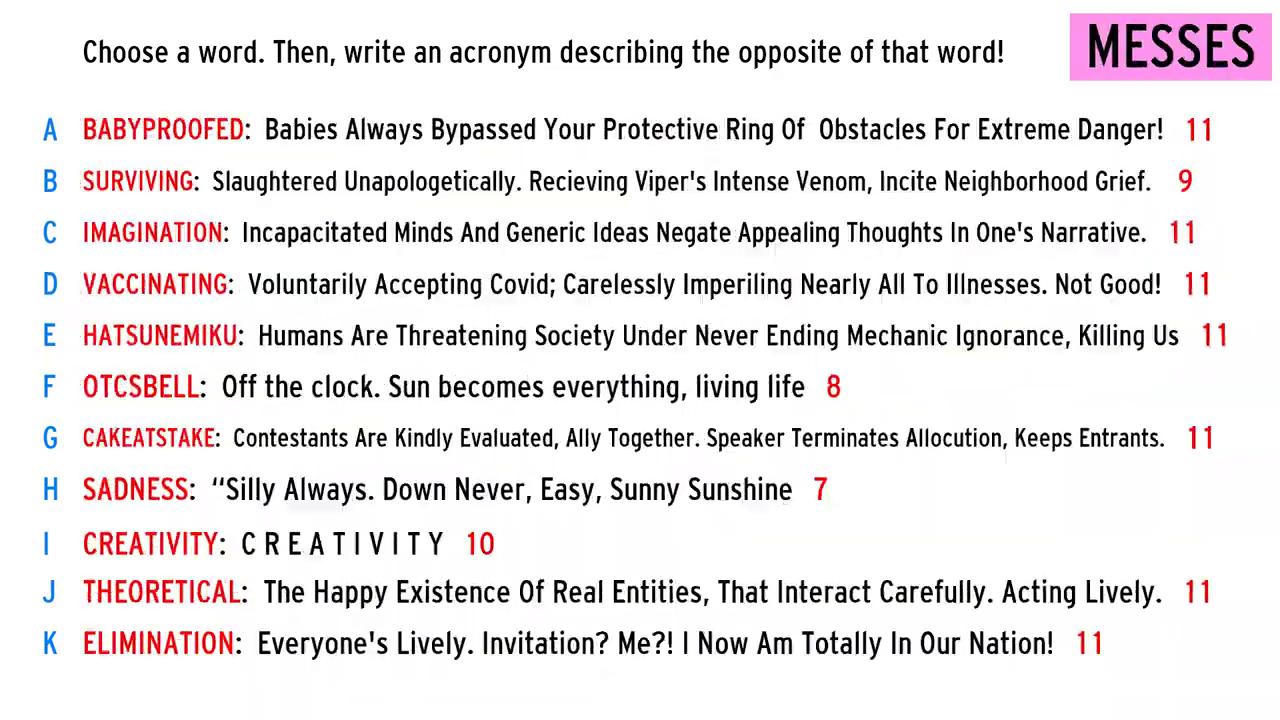 Choose a word. Then, write an acronym describing the opposite of that word!
MESSES
A BABYPROOFED: Babies Always Bypassed Your Protective Ring Of Obstacles For Extreme Danger! 11
B SURVIVING: Slaughtered Unapologetically. Recieving Viper's Intense Venom, Incite Neighborhood Grief. 9
C IMAGINATION: Incapacitated Minds And Generic Ideas Negate Appealing Thoughts In One's Narrative. 11
D VACCINATING: Voluntarily Accepting Covid; Carelessly Imperiling Nearly All To Illnesses. Not Good! 11
E HATSUNEMIKU: Humans Are Threatening Society Under Never Ending Mechanic Ignorance, Killing Us 11
F OTCSBELL: Off the clock. Sun becomes everything, living life 8
G CAKEATSTAKE: Contestants Are Kindly Evaluated, Ally Together. Speaker Terminates Allocution, Keeps Entrants. 11
H SADNESS: “Silly Always. Down Never, Easy, Sunny Sunshine 7
I CREATIVITY: C R E A T I V I T Y 10
J THEORETICAL: The Happy Existence Of Real Entities, That Interact Carefully. Acting Lively. 11
K ELIMINATION: Everyone's Lively. Invitation? Me?! I Now Am Totally In Our Nation! 11